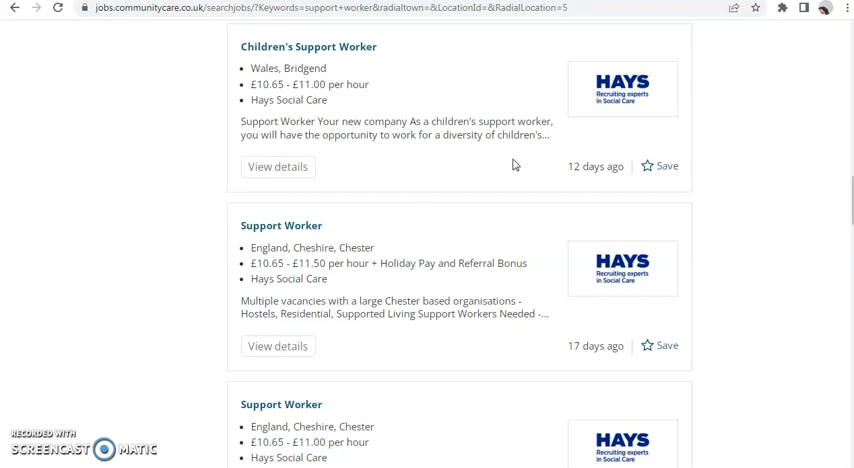 jobs.communitycare.co.uk/searchjobs/?Keywords=support+worker&radialtown=&LocationId=&RadialLocation=5
Children's Support Worker
Wales, Bridgend
£10.65 - £11.00 per hour
Hays Social Care
HAYS
Recruiting experts
in Social Care
Support Worker Your new company As a children's support worker,
you will have the opportunity to work for a diversity of children's...
View details
12 days ago
Save
Support Worker
England, Cheshire, Chester
£10.65 - £11.50 per hour + Holiday Pay and Referral Bonus
Hays Social Care
HAYS
Recruiting experts
in Social Care
Multiple vacancies with a large Chester based organisations -
Hostels, Residential, Supported Living Support Workers Needed -...
View details
17 days ago
Save
Support Worker
England, Cheshire, Chester
£10.65 - £11.00 per hour
Hays Social Care
HAYS
Recruiting experts
in Social Care
RECORDED WITH
SCREENCAST MATIC